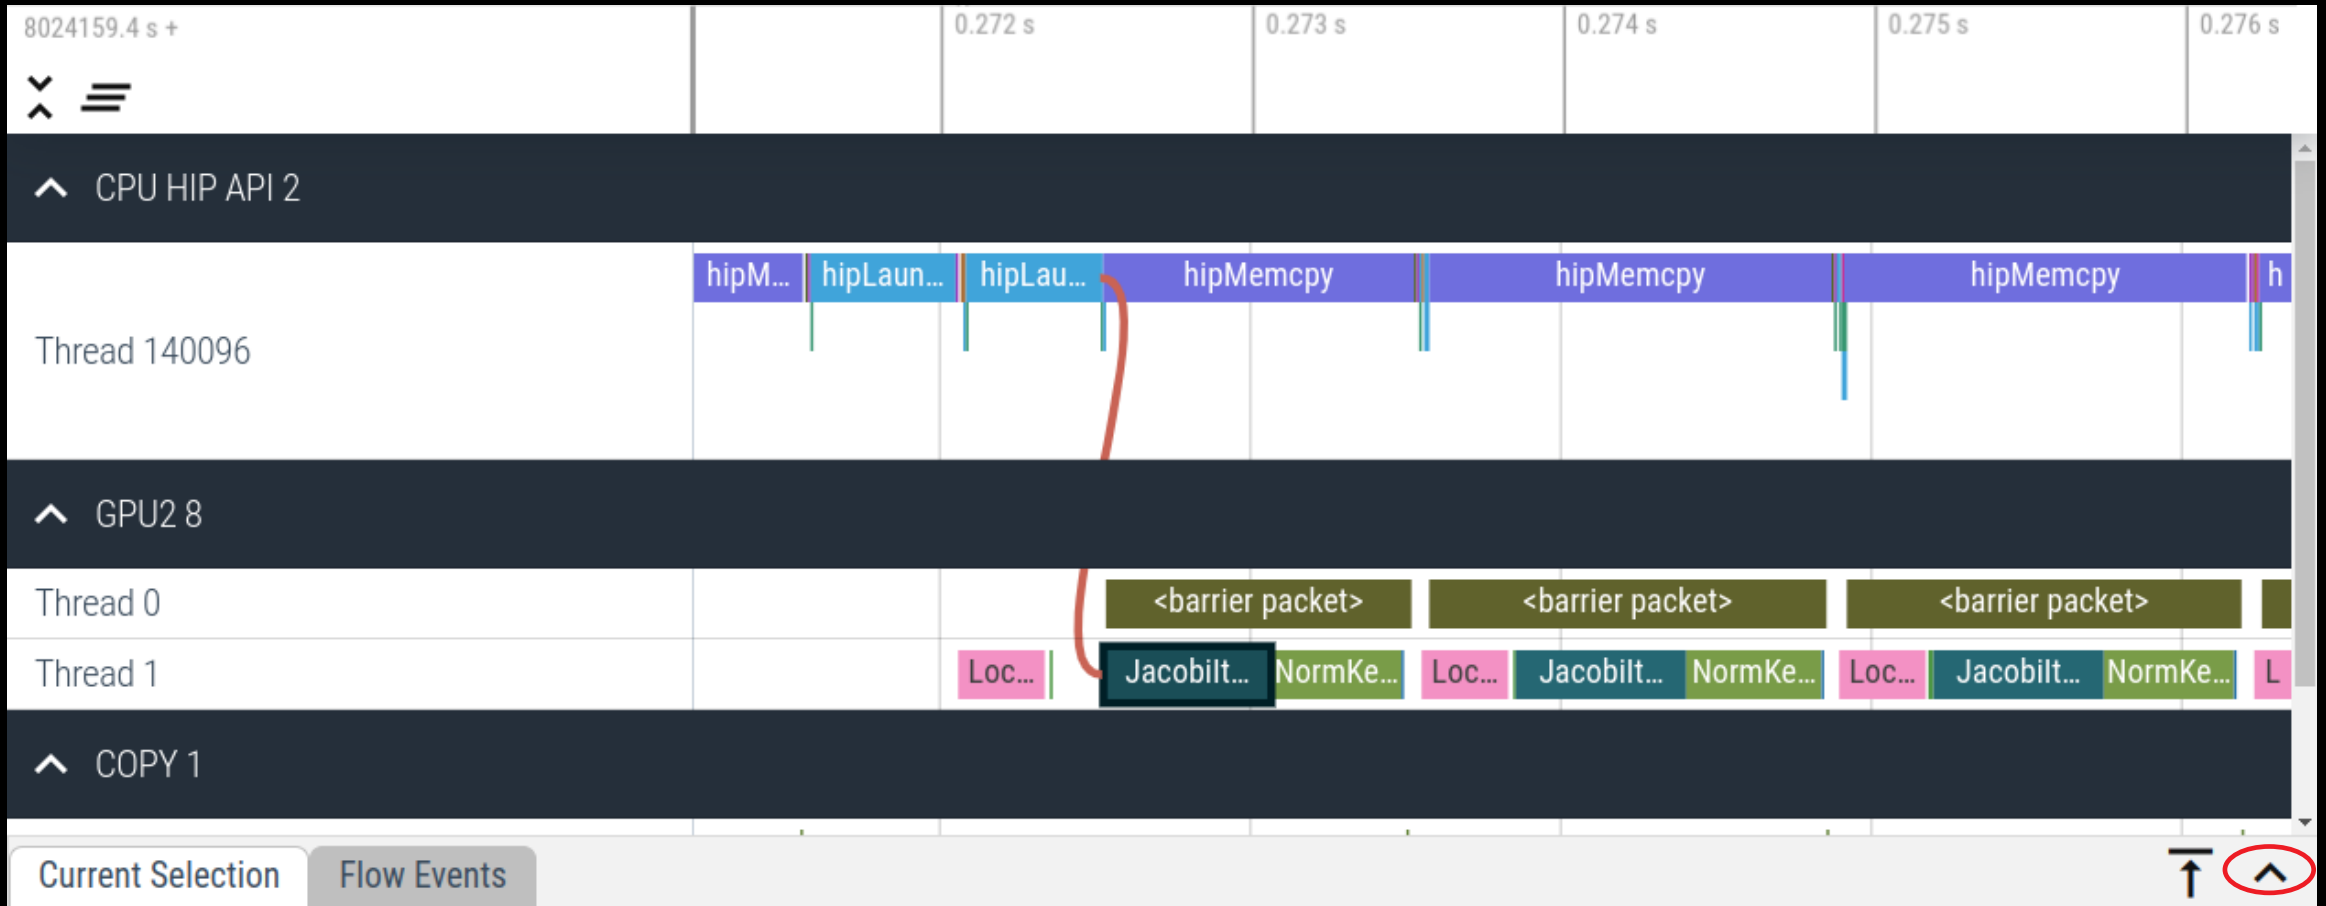 8024159.4 s +
0.272 s 0.273 s 0.274 s 0.275 s 0.276 s
CPU HIP API 2
hipM... hipLaun... hipLau... hipMemcpy hipMemcpy hipMemcpy h
Thread 140096
GPU2 8
Thread 0 <barrier packet> <barrier packet> <barrier packet>
Thread 1 Loc... JacobiIt... NormKe... Loc... JacobiIt... NormKe... Loc... JacobiIt... NormKe... L
COPY 1
Current Selection Flow Events